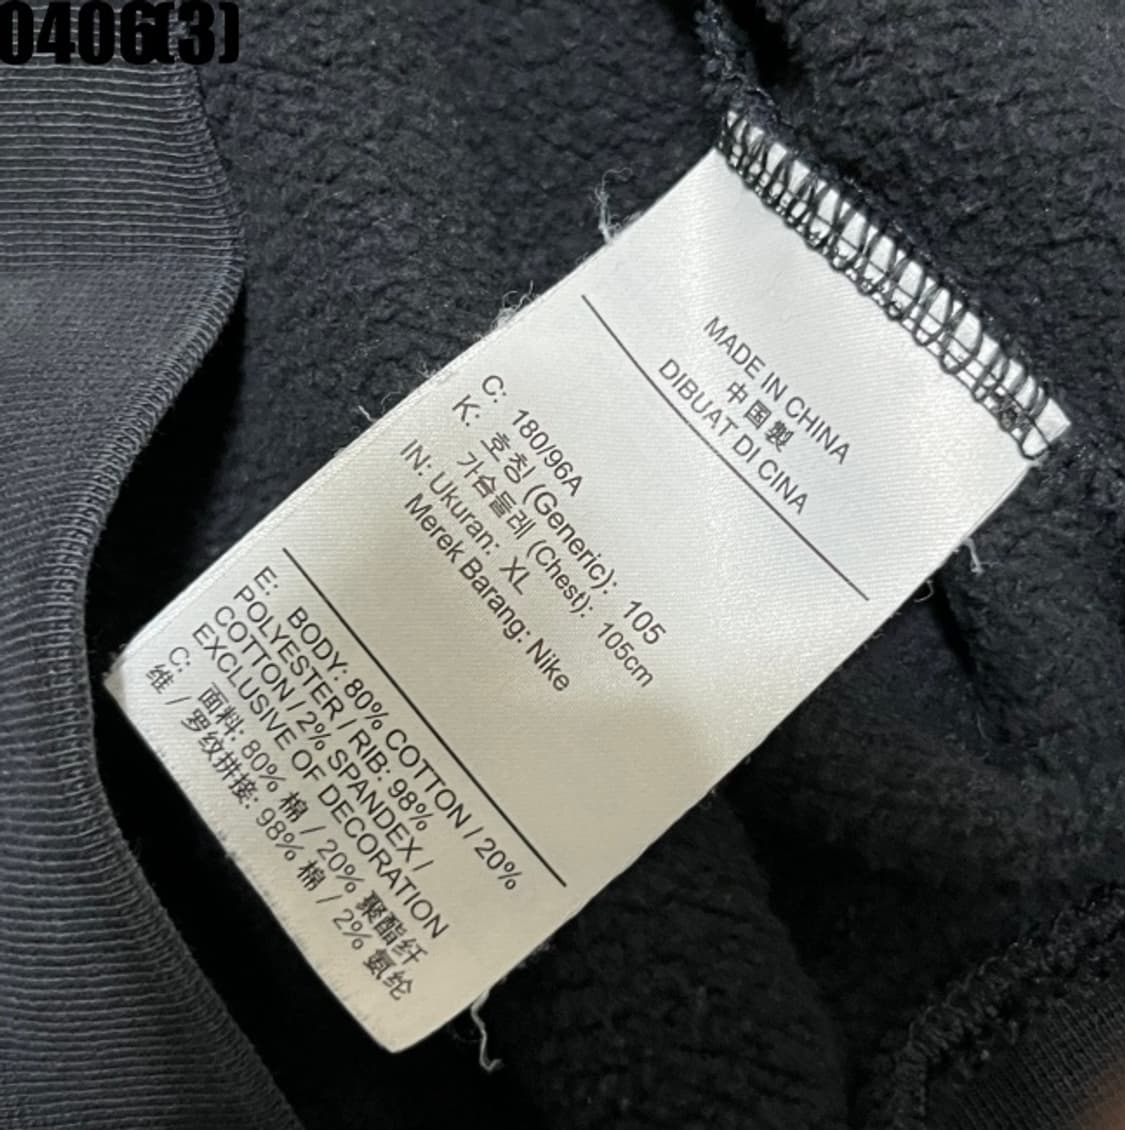 0406(3)
MADE IN CHINA
中国製
DIBUAT DI CINA
C: 180/96A
K: 호칭 (Generic): 105
가슴둘레 (Chest): 105cm
IN: Ukuran: XL
Merek Barang: Nike
E: BODY: 80% COTTON / 20%
POLYESTER / RIB: 98%
COTTON / 2% SPANDEX /
EXCLUSIVE OF DECORATION
C: 面料: 80% 棉 / 20% 聚酯纤
维 / 罗纹拼接: 98% 棉 / 2% 氨纶